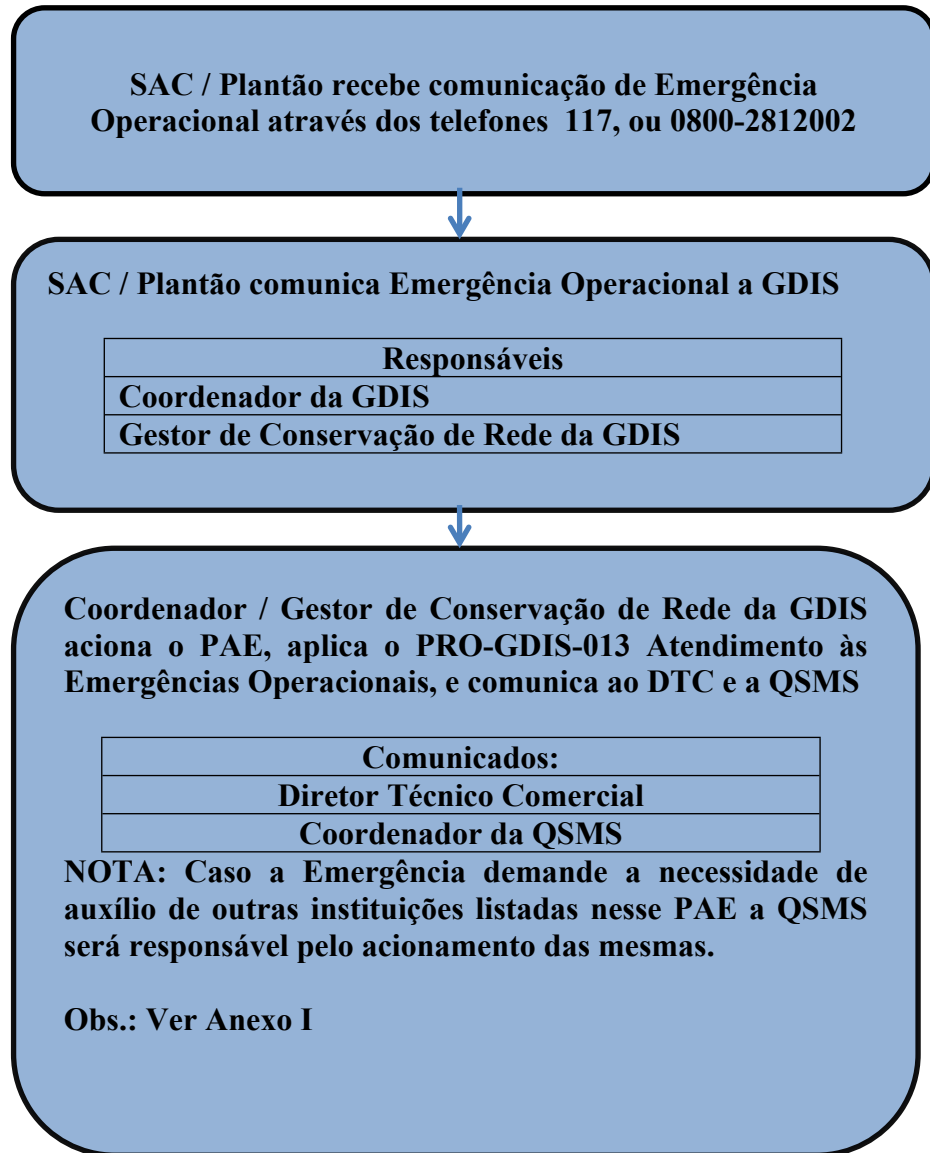 SAC / Plantão recebe comunicação de Emergência
Operacional através dos telefones 117, ou 0800-2812002
SAC / Plantão comunica Emergência Operacional a GDIS
Responsáveis
Coordenador da GDIS
Gestor de Conservação de Rede da GDIS
Coordenador / Gestor de Conservação de Rede da GDIS
aciona o PAE, aplica o PRO-GDIS-013 Atendimento às
Emergências Operacionais, e comunica ao DTC e a QSMS
Comunicados:
Diretor Técnico Comercial
Coordenador da QSMS
NOTA: Caso a Emergência demande a necessidade de
auxílio de outras instituições listadas nesse PAE a QSMS
será responsável pelo acionamento das mesmas.
Obs.: Ver Anexo I